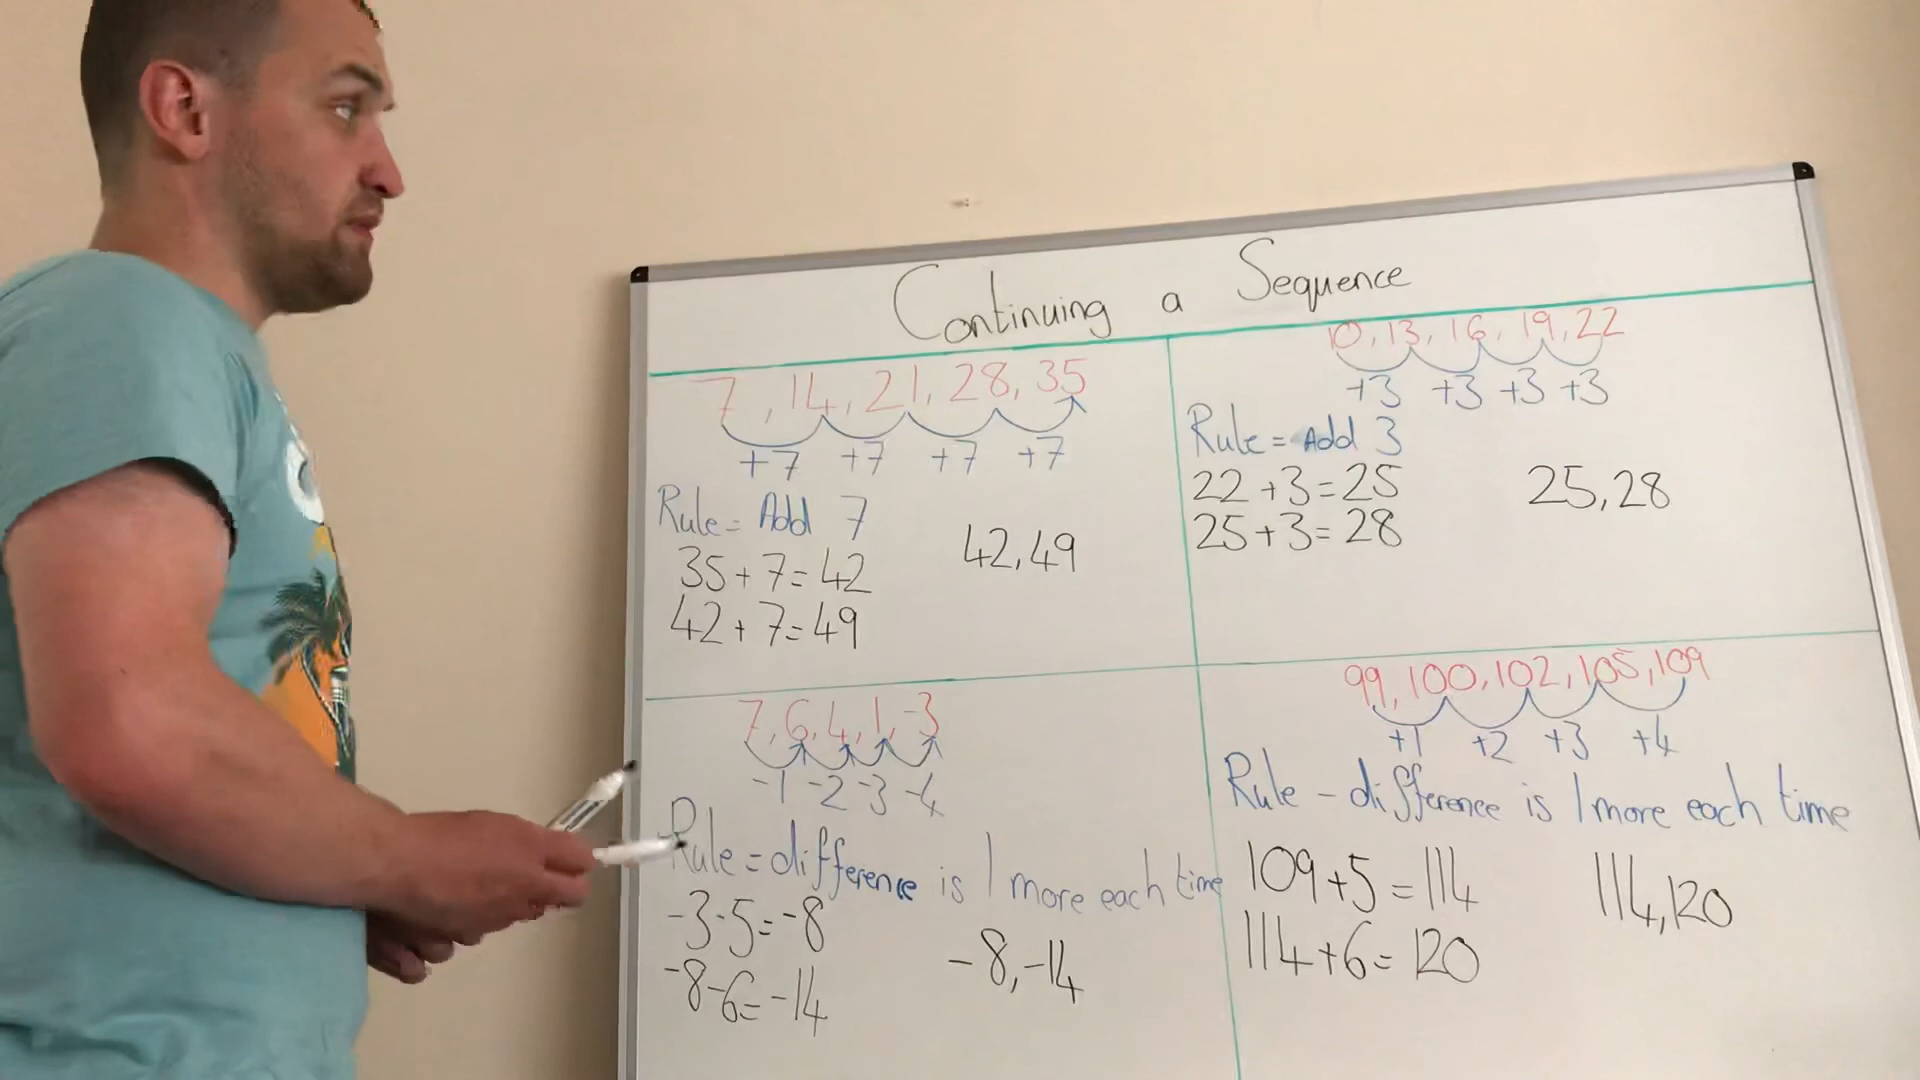 Continuing a Sequence
7, 14, 21, 28, 35
+7 +7 +7 +7
Rule = Add 7
35 + 7 = 42
42 + 7 = 49
42, 49
10, 13, 16, 19, 22
+3 +3 +3 +3
Rule = Add 3
22 + 3 = 25
25 + 3 = 28
25, 28
7, 6, 4, 1, -3
-1 -2 -3 -4
Rule = difference is 1 more each time
-3-5=-8
-8-6=-14
-8, -14
99, 100, 102, 105, 109
+1 +2 +3 +4
Rule - difference is 1 more each time
109+5=114
114+6=120
114, 120